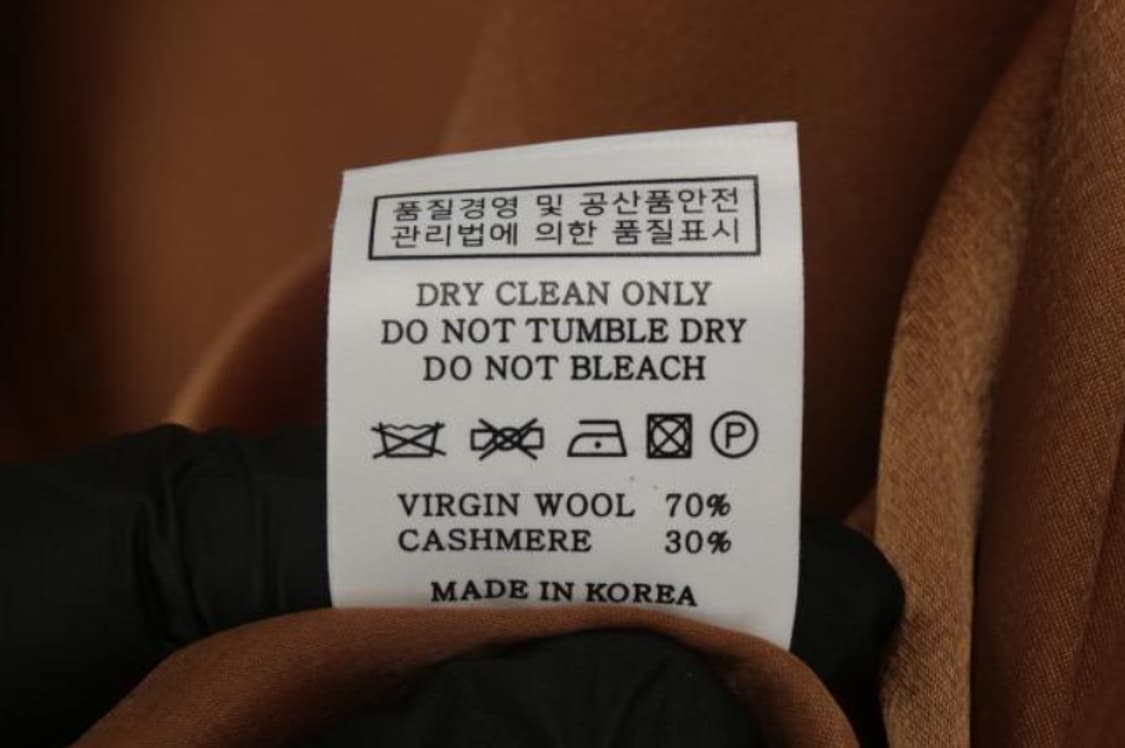 품질경영 및 공산품안전
관리법에 의한 품질표시
DRY CLEAN ONLY
DO NOT TUMBLE DRY
DO NOT BLEACH
P
VIRGIN WOOL 70%
CASHMERE 30%
MADE IN KOREA